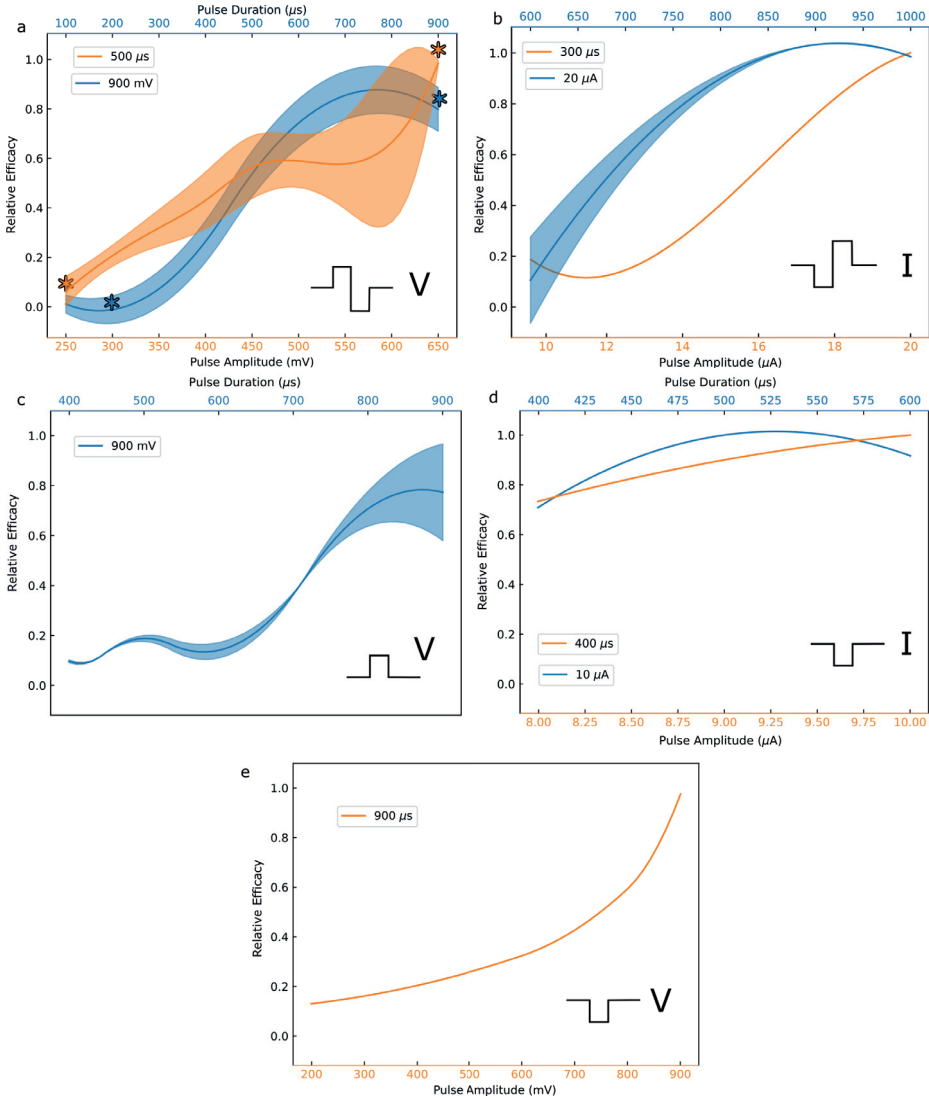 Pulse Duration (μs)
100 200 300 400 500 600 700 800 900
a
500 μs
900 mV
1.0
0.8
0.6
0.4
0.2
0.0
Relative Efficacy
V
250 300 350 400 450 500 550 600 650
Pulse Amplitude (mV)
Pulse Duration (μs)
600 650 700 750 800 850 900 950 1000
b
300 μs
20 μA
1.0
0.8
0.6
0.4
0.2
0.0
Relative Efficacy
I
10 12 14 16 18 20
Pulse Amplitude (μA)
Pulse Duration (μs)
400 500 600 700 800 900
c
900 mV
1.0
0.8
0.6
0.4
0.2
0.0
Relative Efficacy
V
Pulse Duration (μs)
400 425 450 475 500 525 550 575 600
d
1.0
0.8
0.6
0.4
0.2
0.0
Relative Efficacy
400 μs
10 μA
I
8.00 8.25 8.50 8.75 9.00 9.25 9.50 9.75 10.00
Pulse Amplitude (μA)
e
900 μs
1.0
0.8
0.6
0.4
0.2
0.0
Relative Efficacy
V
200 300 400 500 600 700 800 900
Pulse Amplitude (mV)